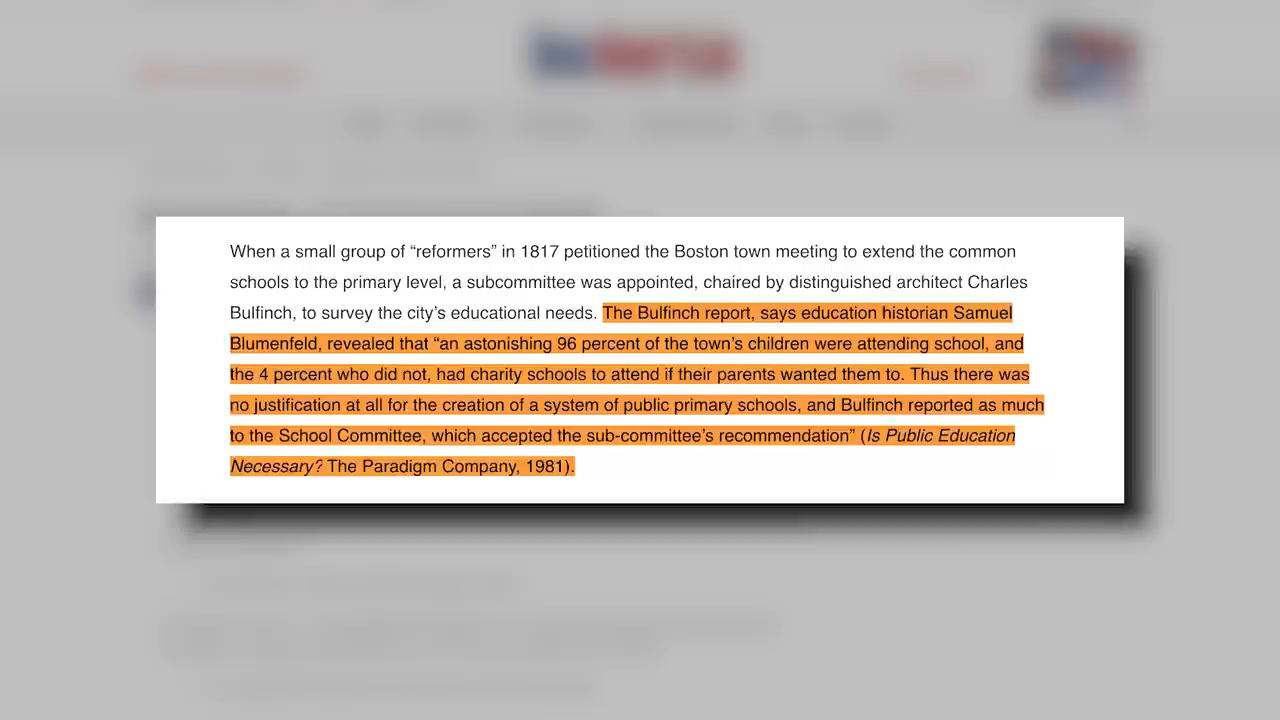 When a small group of “reformers” in 1817 petitioned the Boston town meeting to extend the common
schools to the primary level, a subcommittee was appointed, chaired by distinguished architect Charles
Bulfinch, to survey the city’s educational needs. The Bulfinch report, says education historian Samuel
Blumenfeld, revealed that “an astonishing 96 percent of the town’s children were attending school, and
the 4 percent who did not, had charity schools to attend if their parents wanted them to. Thus there was
no justification at all for the creation of a system of public primary schools, and Bulfinch reported as much
to the School Committee, which accepted the sub-committee’s recommendation” (Is Public Education
Necessary? The Paradigm Company, 1981).